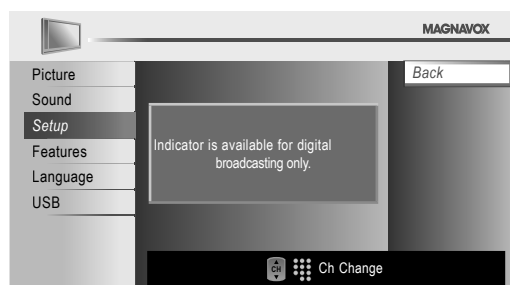 MAGNAVOX
Back
Picture
Sound
Setup
Features
Language
USB
Indicator is available for digital
broadcasting only.
CH
Ch Change